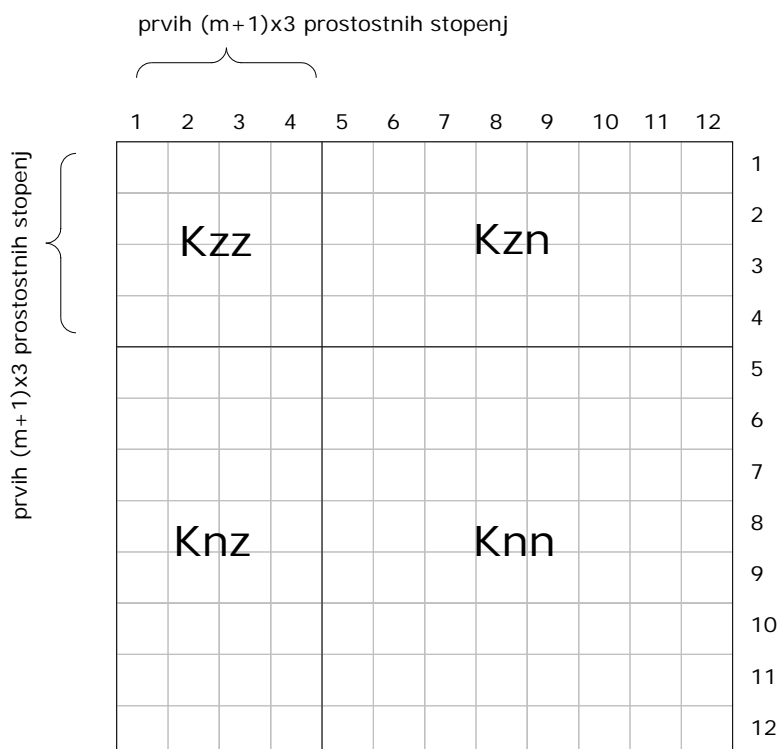 prvih (m+1)x3 prostostnih stopenj
1 2 3 4 5 6 7 8 9 10 11 12
prvih (m+1)x3 prostostnih stopenj
1
2
Kzz Kzn
3
4
5
6
7
8
Knz Knn
9
10
11
12